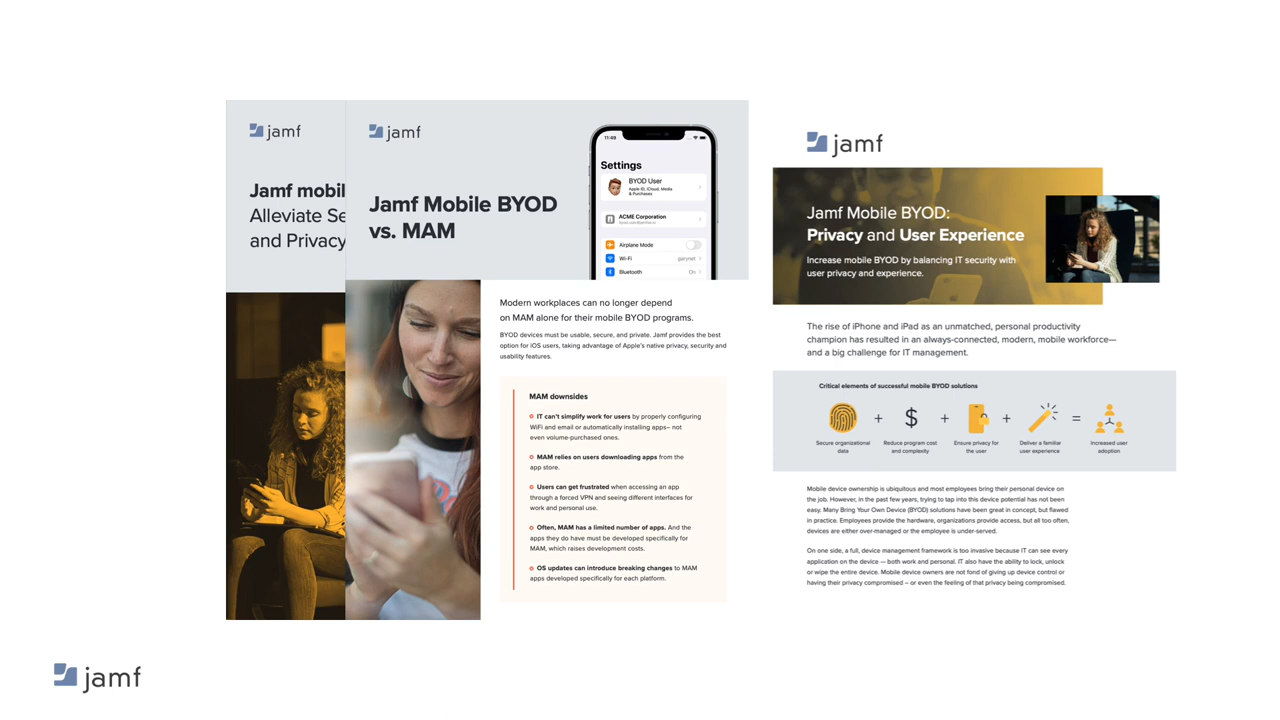 jamf
Jamf mobil
Alleviate Se
and Privacy
jamf
Jamf Mobile BYOD
vs. MAM
11:49
Settings
BYOD User
Apple ID, iCloud, Media
& Purchases
ACME Corporation
Airplane Mode
Wi-Fi garynet
Bluetooth On
Modern workplaces can no longer depend
on MAM alone for their mobile BYOD programs.
BYOD devices must be usable, secure, and private. Jamf provides the best
option for iOS users, taking advantage of Apple's native privacy, security and
usability features.
MAM downsides
IT can't simplify work for users by properly configuring
WiFi and email or automatically installing apps– not
even volume-purchased ones.
MAM relies on users downloading apps from the
app store.
Users can get frustrated when accessing an app
through a forced VPN and seeing different interfaces for
work and personal use.
Often, MAM has a limited number of apps. And the
apps they do have must be developed specifically for
MAM, which raises development costs.
OS updates can introduce breaking changes to MAM
apps developed specifically for each platform.
jamf
Jamf Mobile BYOD:
Privacy and User Experience
Increase mobile BYOD by balancing IT security with
user privacy and experience.
The rise of iPhone and iPad as an unmatched, personal productivity
champion has resulted in an always-connected, modern, mobile workforce—
and a big challenge for IT management.
Critical elements of successful mobile BYOD solutions
+ $ + + =
Secure organizational
data
Reduce program cost
and complexity
Ensure privacy for
the user
Deliver a familiar
user experience
Increased user
adoption
Mobile device ownership is ubiquitous and most employees bring their personal device on
the job. However, in the past few years, trying to tap into this device potential has not been
easy. Many Bring Your Own Device (BYOD) solutions have been great in concept, but flawed
in practice. Employees provide the hardware, organizations provide access, but all too often,
devices are either over-managed or the employee is under-served.
On one side, a full, device management framework is too invasive because IT can see every
application on the device — both work and personal. IT also have the ability to lock, unlock
or wipe the entire device. Mobile device owners are not fond of giving up device control or
having their privacy compromised – or even the feeling of that privacy being compromised.
jamf